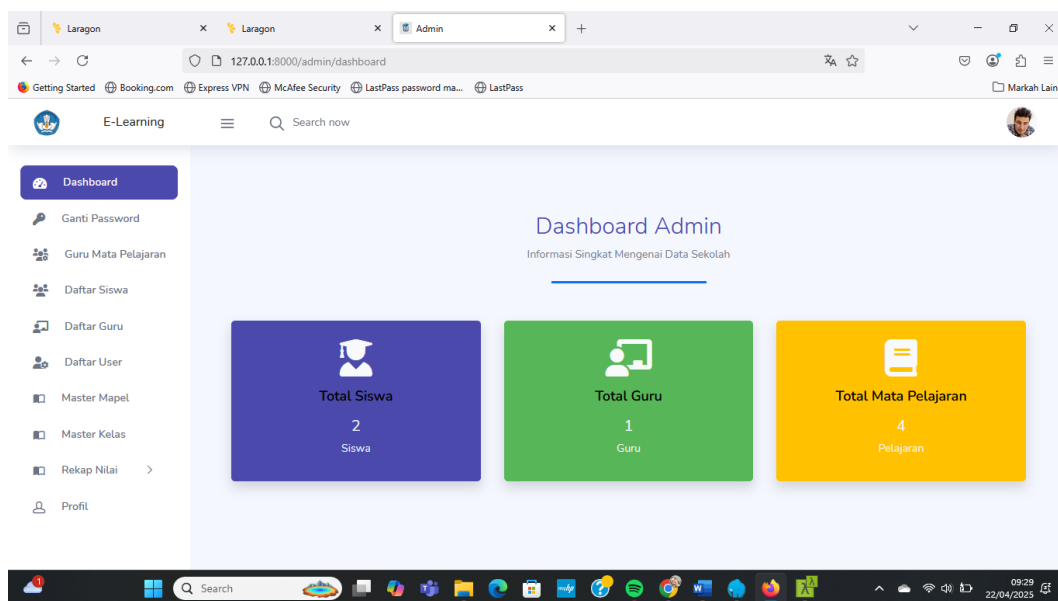 Laragon
Laragon
Admin
127.0.0.1:8000/admin/dashboard
Getting Started Booking.com Express VPN McAfee Security LastPass password ma... LastPass Markah Lain
E-Learning
Search now
Dashboard
Ganti Password
Guru Mata Pelajaran
Daftar Siswa
Daftar Guru
Daftar User
Master Mapel
Master Kelas
Rekap Nilai
Profil
Dashboard Admin
Informasi Singkat Mengenai Data Sekolah
Total Siswa
2
Siswa
Total Guru
1
Guru
Total Mata Pelajaran
4
Pelajaran
1
Search
09:29
22/04/2025